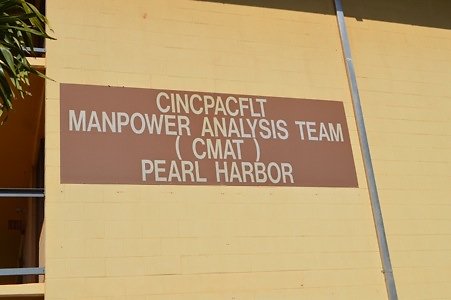 CINCPACFLT
MANPOWER ANALYSIS TEAM
( CMAT )
PEARL HARBOR